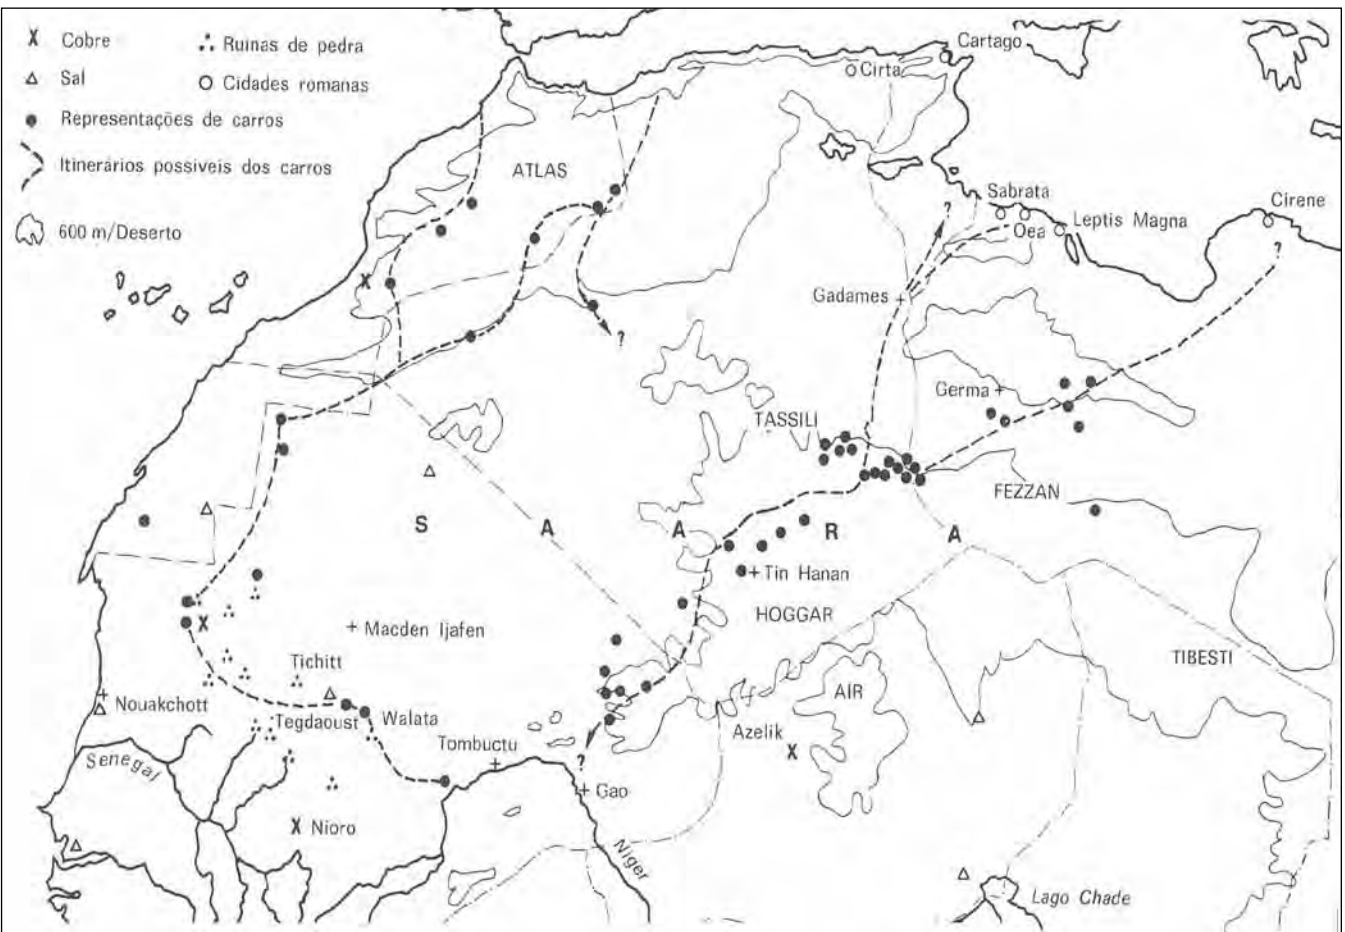 Cobre
Ruinas de pedra
Sal
Cidades romanas
Representações de carros
Itinerários possiveis dos carros
600 m/Deserto
Cartago
Cirta
ATLAS
Sabrata
Oea
Leptis Magna
Cirene
?
?
Gadames
?
Germa
TASSILI
FEZZAN
S A A R A
Tin Hanan
HOGGAR
Macden Ijafen
TIBESTI
Tichitt
AIR
Nouakchott
Tegdaoust
Walata
Azelik
Tombuctu
?
Senegal
Gao
Nioro
Niger
Lago Chade